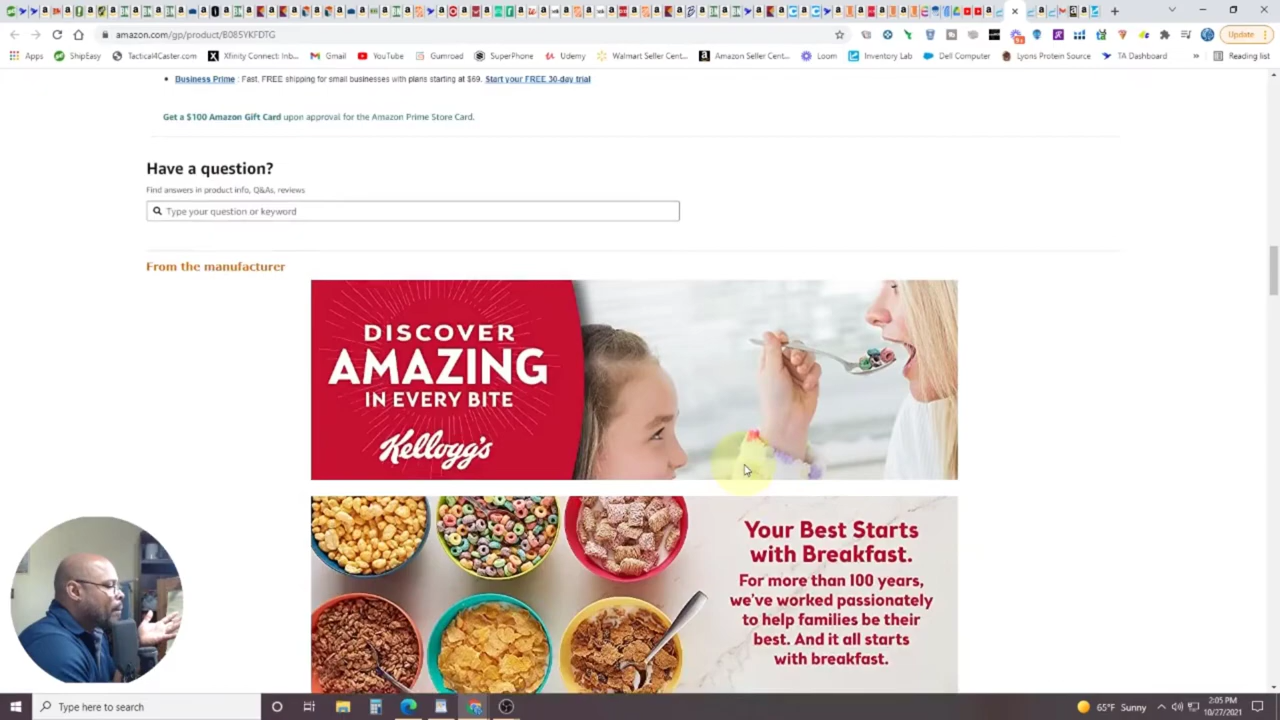 amazon.com/gp/product/B085YKFDTG
Update
Apps
ShipEasy
Tactical4Caster.com
Xfinity Connect: Inb...
Gmail
YouTube
Gumroad
SuperPhone
Udemy
Walmart Seller Cent...
Amazon Seller Cent...
Loom
Inventory Lab
Dell Computer
Lyons Protein Source
TA Dashboard
Reading list
Business Prime : Fast, FREE shipping for small businesses with plans starting at $69. Start your FREE 30-day trial
Get a $100 Amazon Gift Card upon approval for the Amazon Prime Store Card.
Have a question?
Find answers in product info, Q&As, reviews
Type your question or keyword
From the manufacturer
DISCOVER
AMAZING
IN EVERY BITE
Kellogg's
Your Best Starts
with Breakfast.
For more than 100 years,
we've worked passionately
to help families be their
best. And it all starts
with breakfast.
Type here to search
65°F Sunny
2:05 PM
10/27/2021